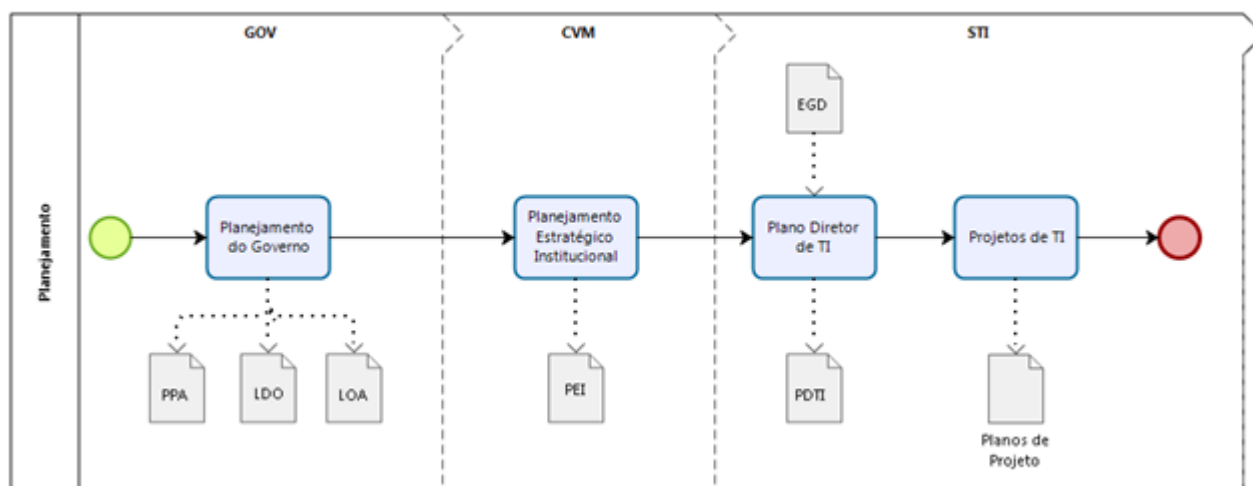 GOV
CVM
STI
Planejamento
EGD
Planejamento
do Governo
Planejamento
Estratégico
Institucional
Plano Diretor
de TI
Projetos de TI
PPA
LDO
LOA
PEI
PDTI
Planos de
Projeto